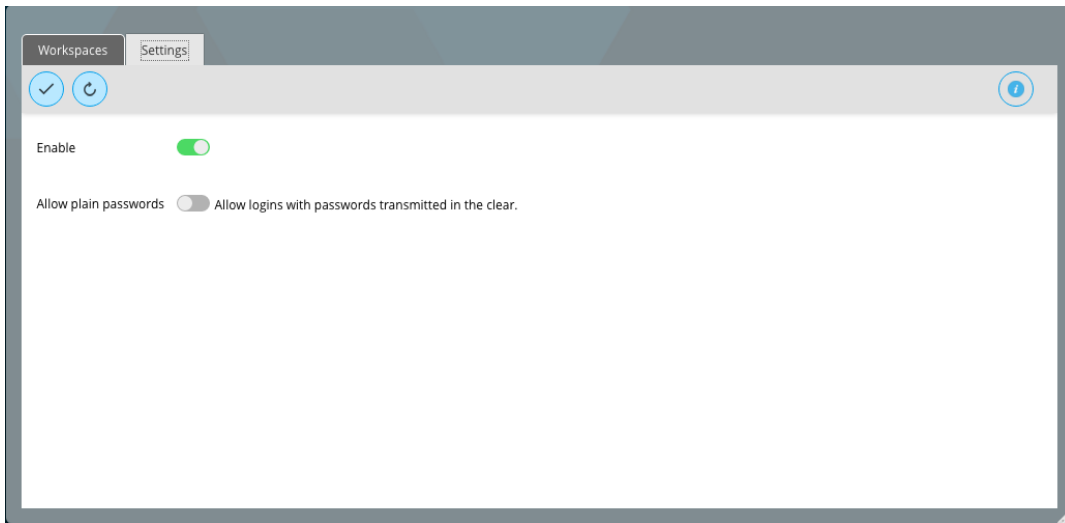 Workspaces Settings
Enable
Allow plain passwords Allow logins with passwords transmitted in the clear.